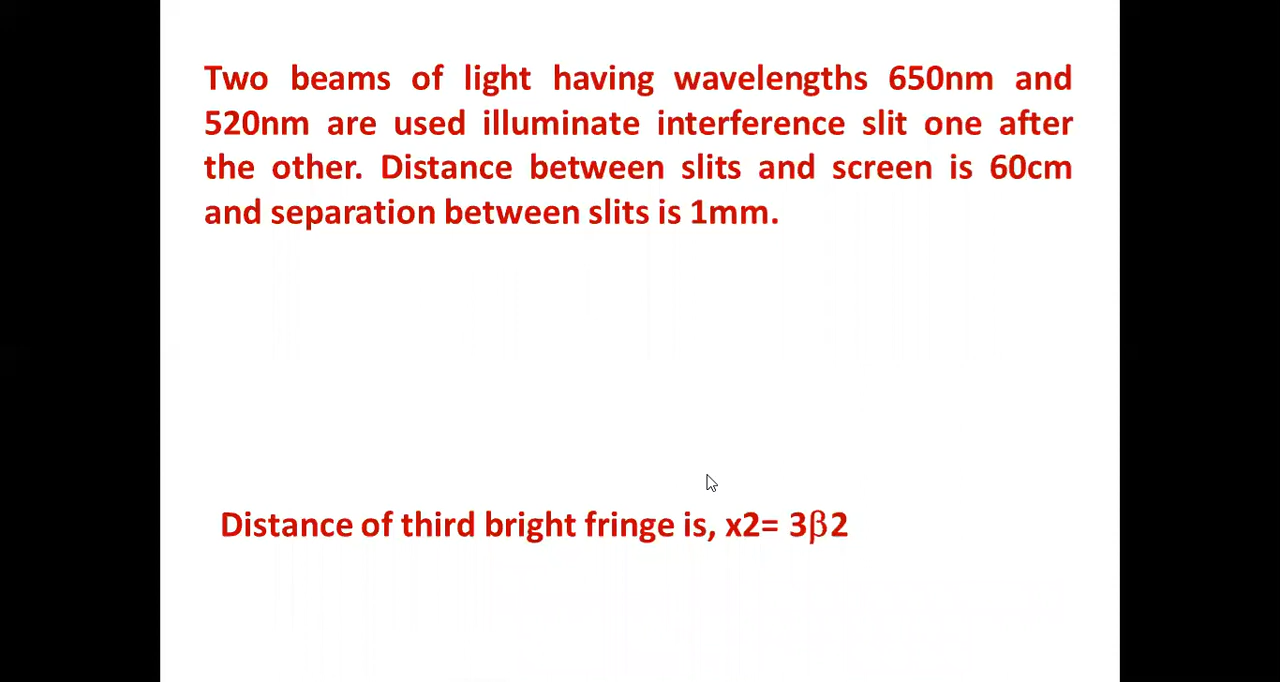 Two beams of light having wavelengths 650nm and
520nm are used illuminate interference slit one after
the other. Distance between slits and screen is 60cm
and separation between slits is 1mm.
Distance of third bright fringe is, x2= 3β2